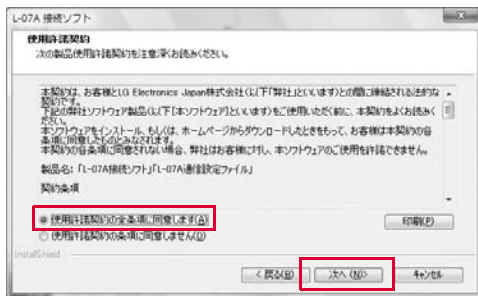 L-07A 接続ソフト
使用許諾契約
次の製品使用許諾契約を注意深くお読みください。
本契約は、お客様とLG Electronics Japan株式会社(以下「弊社」といいます)との間に締結される法的な
契約です。
下記の弊社ソフトウェア製品(以下「本ソフトウェア」といいます)をご使用いただく前に、本契約をよくお読みく
ださい。
本ソフトウェアをインストール、もしくは、ホームページからダウンロードしたときをもって、お客様は本契約の各
条項に同意したものとみなされます。
本契約の各条項に同意されない場合、弊社はお客様に対し、本ソフトウェアのご使用を許諾できません。
製品名:「L-07A接続ソフト」「L-07A通信設定ファイル」
契約条項
使用許諾契約の全条項に同意します(A)
印刷(P)
使用許諾契約の条項に同意しません(D)
InstallShield
< 戻る(B)
次へ (N)>
キャンセル